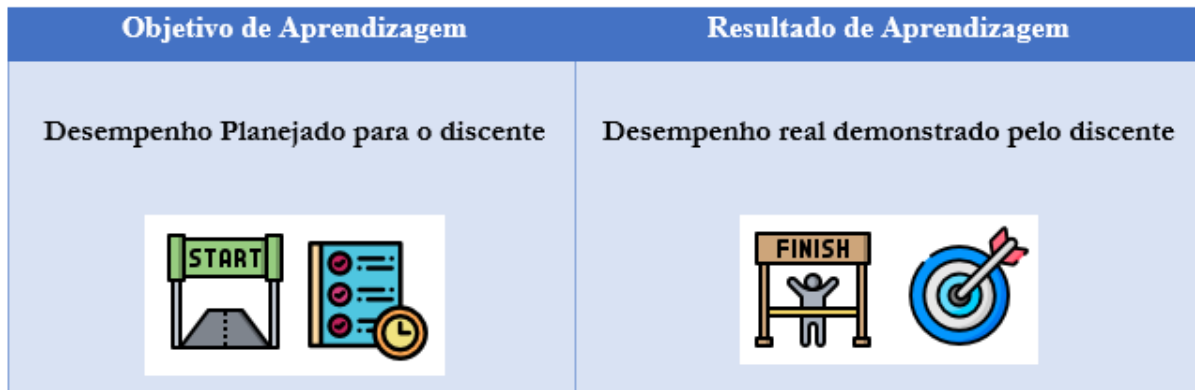 Objetivo de Aprendizagem
Resultado de Aprendizagem
Desempenho Planejado para o discente
Desempenho real demonstrado pelo discente
START
FINISH